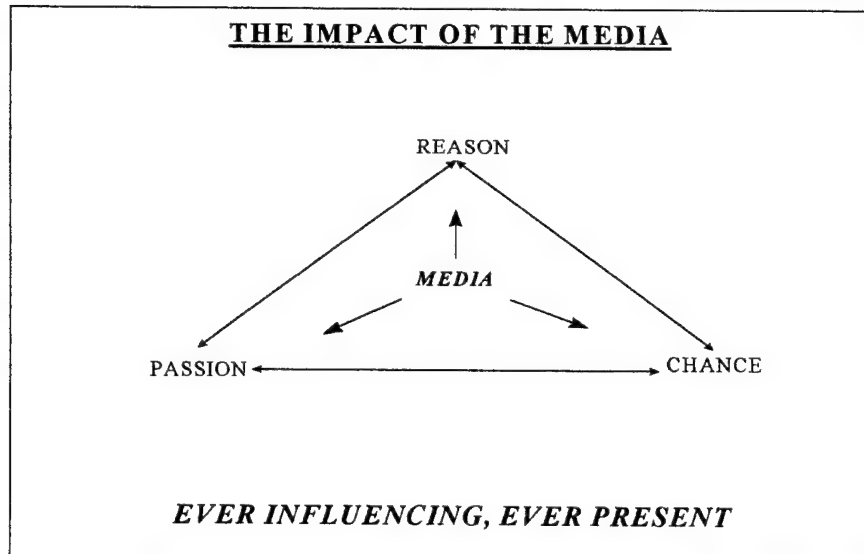 THE IMPACT OF THE MEDIA
REASON
MEDIA
PASSION
CHANCE
EVER INFLUENCING, EVER PRESENT